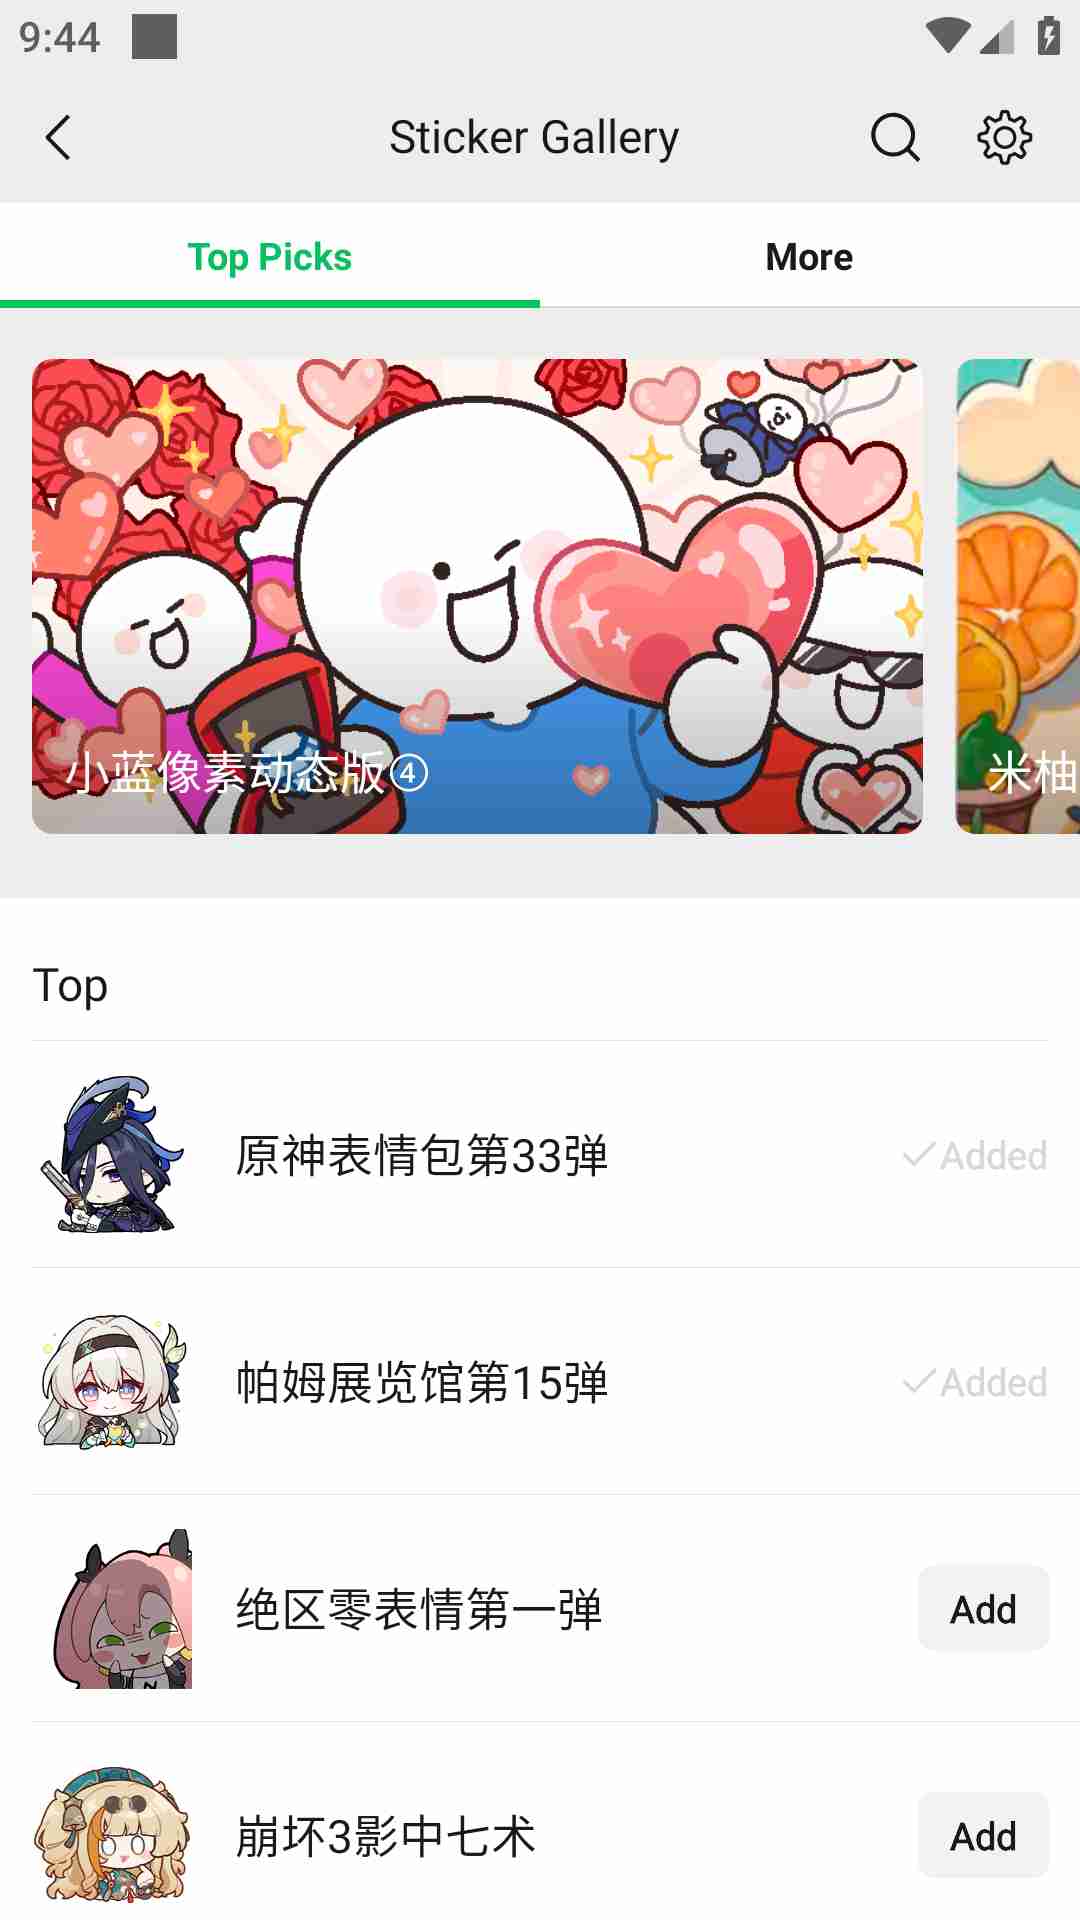 9:44
Sticker Gallery
Top Picks
More
小蓝像素动态版④
米柚
Top
原神表情包第33弹
Added
帕姆展览馆第15弹
Added
绝区零表情第一弹
Add
崩坏3影中七术
Add